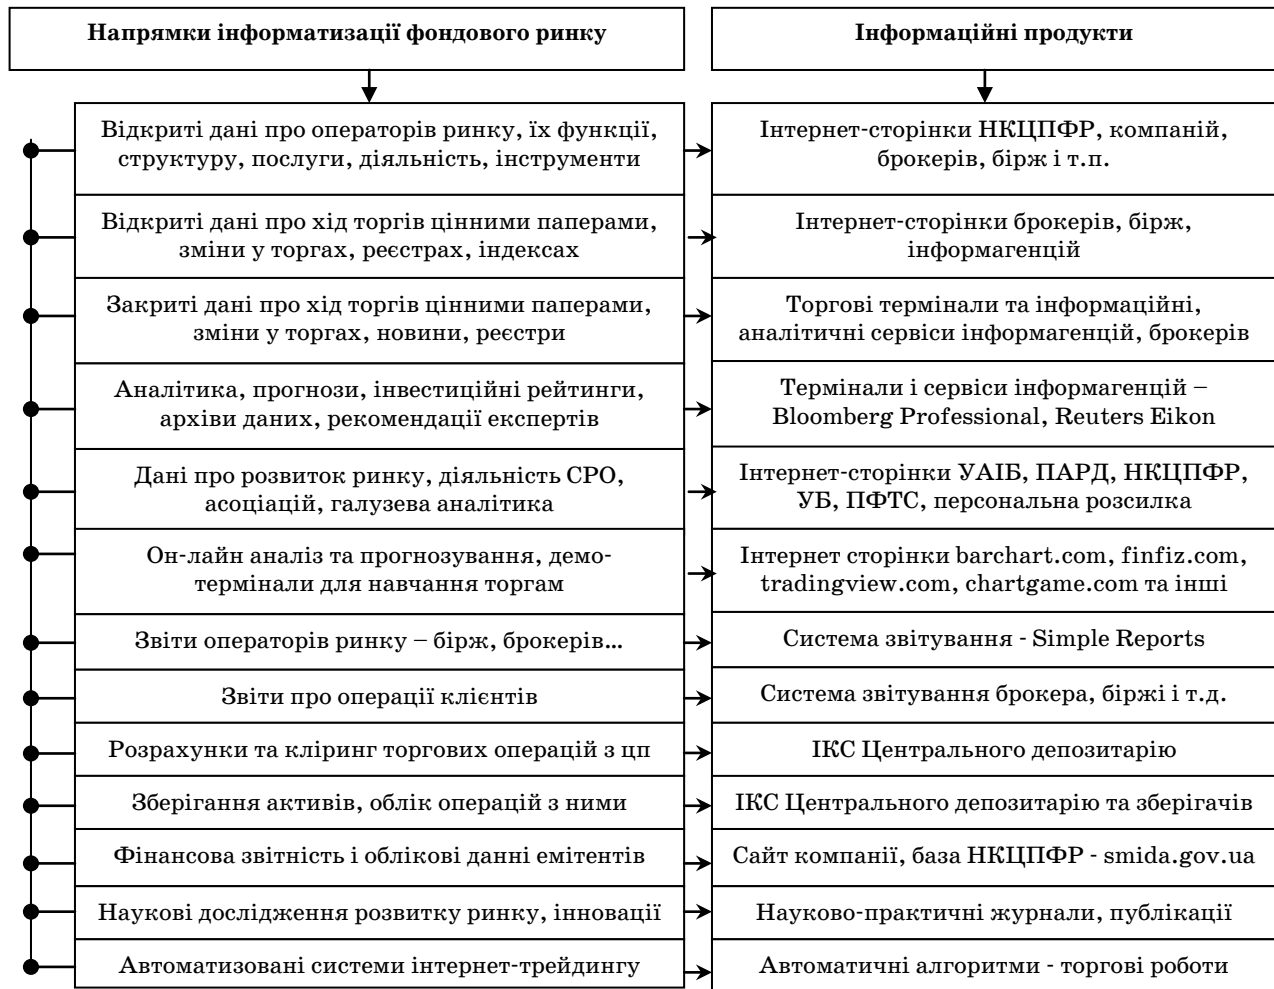 Напрямки інформатизації фондового ринку
Інформаційні продукти
Відкриті дані про операторів ринку, їх функції,
структуру, послуги, діяльність, інструменти
Інтернет-сторінки НКЦПФР, компаній,
брокерів, бірж і т.п.
Відкриті дані про хід торгів цінними паперами,
зміни у торгах, реєстрах, індексах
Інтернет-сторінки брокерів, бірж,
інформагенцій
Закриті дані про хід торгів цінними паперами,
зміни у торгах, новини, реєстри
Торгові термінали та інформаційні,
аналітичні сервіси інформагенцій, брокерів
Аналітика, прогнози, інвестиційні рейтинги,
архіви даних, рекомендації експертів
Термінали і сервіси інформагенцій –
Bloomberg Professional, Reuters Eikon
Дані про розвиток ринку, діяльність СРО,
асоціацій, галузева аналітика
Інтернет-сторінки УАІБ, ПАРД, НКЦПФР,
УБ, ПФТС, персональна розсилка
Он-лайн аналіз та прогнозування, демо-
термінали для навчання торгам
Інтернет сторінки barchart.com, finfiz.com,
tradingview.com, chartgame.com та інші
Звіти операторів ринку – бірж, брокерів...
Система звітування - Simple Reports
Звіти про операції клієнтів
Система звітування брокера, біржі і т.д.
Розрахунки та кліринг торгових операцій з цп
ІКС Центрального депозитарію
Зберігання активів, облік операцій з ними
ІКС Центрального депозитарію та зберігачів
Фінансова звітність і облікові данні емітентів
Сайт компанії, база НКЦПФР - smida.gov.ua
Наукові дослідження розвитку ринку, інновації
Науково-практичні журнали, публікації
Автоматизовані системи інтернет-трейдингу
Автоматичні алгоритми - торгові роботи